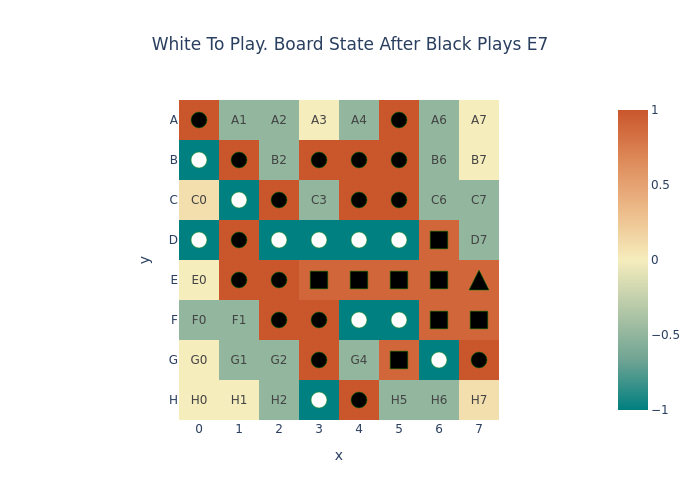 White To Play. Board State After Black Plays E7
A A1 A2 A3 A4 A6 A7
B B2 B6 B7
C C0 C3 C6 C7
D D7
E E0
F F0 F1
G G0 G1 G2 G4
H H0 H1 H2 H5 H6 H7
0 1 2 3 4 5 6 7
x
y
1
0.5
0
−0.5
−1